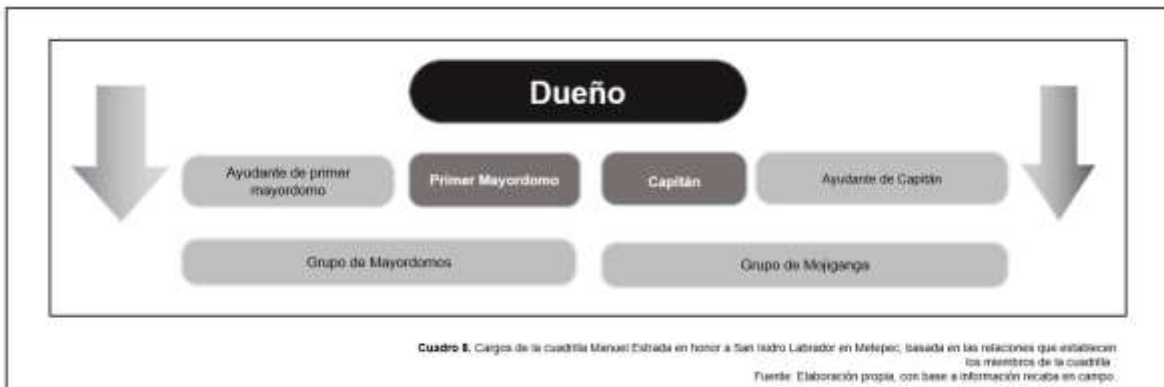 Dueño
Ayudante de primer
mayordomo
Primer Mayordomo
Capitán
Ayudante de Capitán
Grupo de Mayordomos
Grupo de Mojiganga
Cuadro 8. Cargos de la cuadrilla Manuel Estrada en honor a San Isidro Labrador en Metepec, basada en las relaciones que establecen
los miembros de la cuadrilla.
Fuente: Elaboración propia, con base a información recaba en campo.